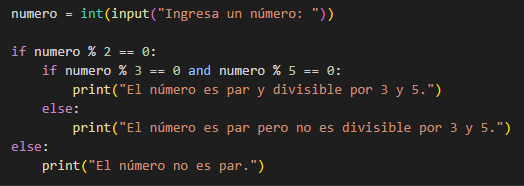 numero = int(input("Ingresa un número: "))
if numero % 2 == 0:
    if numero % 3 == 0 and numero % 5 == 0:
        print("El número es par y divisible por 3 y 5.")
    else:
        print("El número es par pero no es divisible por 3 y 5.")
else:
    print("El número no es par.")